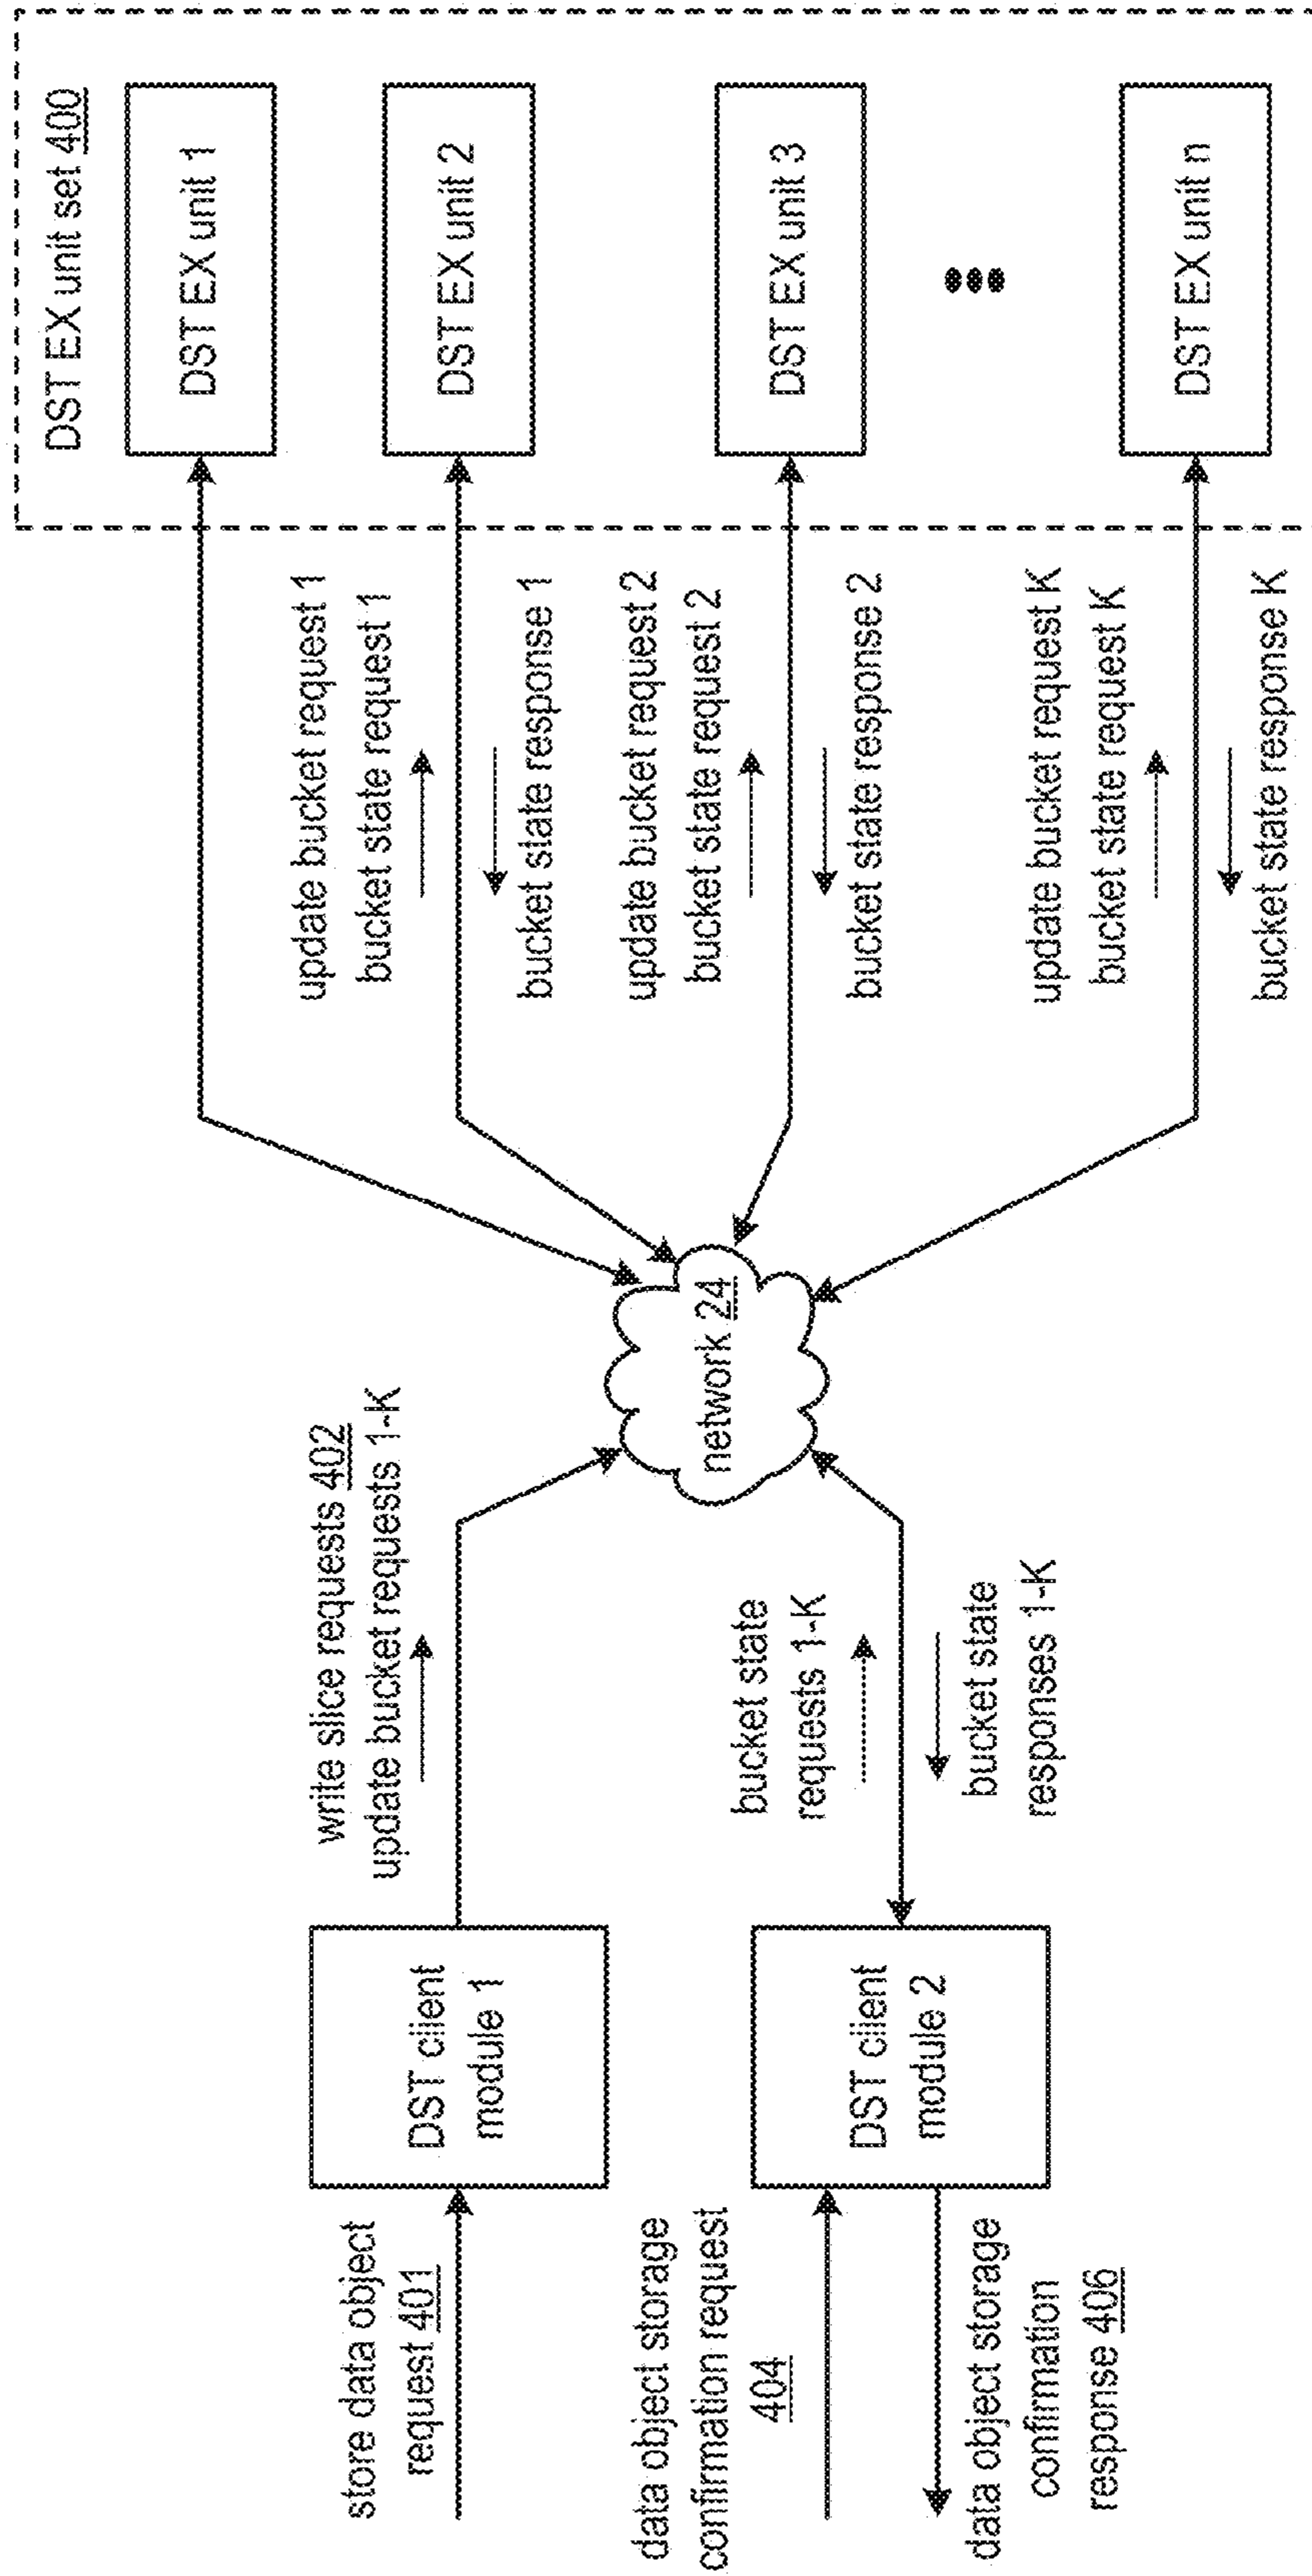 store data object
request 401
DST client
module 1
write slice requests 402
update bucket requests 1-K
data object storage
confirmation request
404
DST client
module 2
data object storage
confirmation
response 406
bucket state
requests 1-K
bucket state
responses 1-K
network 24
update bucket request 1
bucket state request 1
bucket state response 1
update bucket request 2
bucket state request 2
bucket state response 2
update bucket request K
bucket state request K
bucket state response K
DST EX unit set 400
DST EX unit 1
DST EX unit 2
DST EX unit 3
DST EX unit n